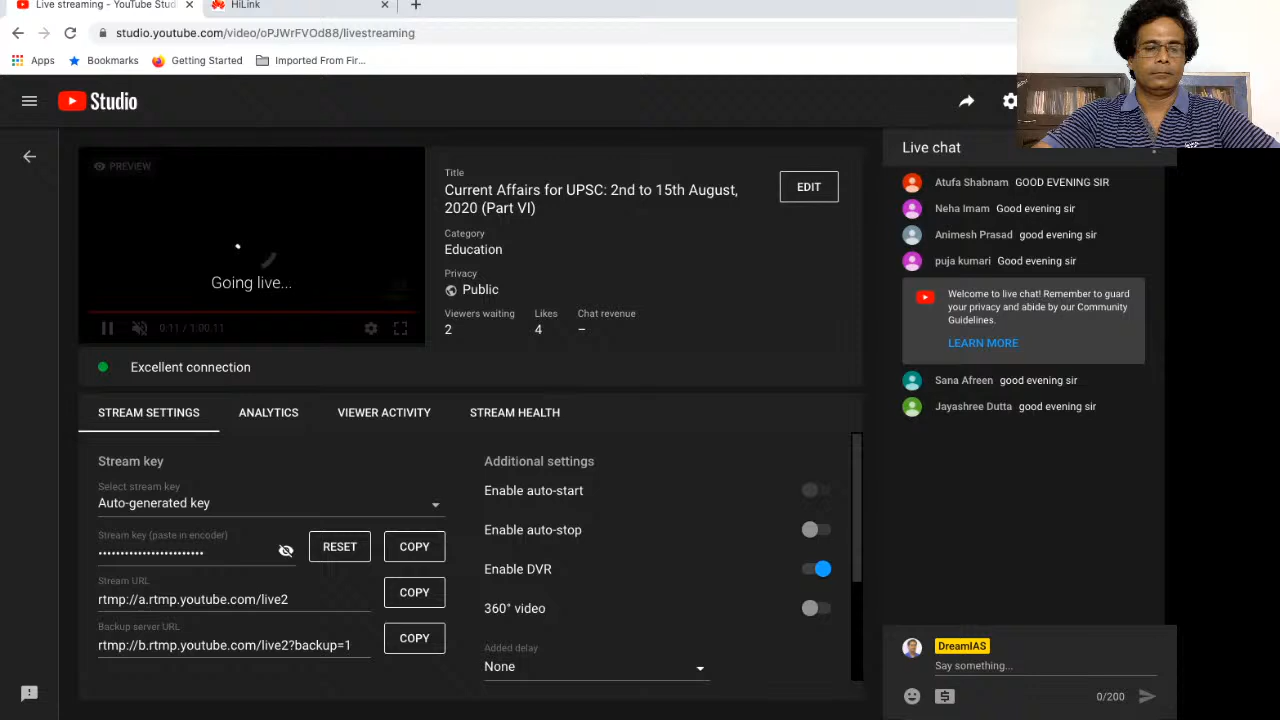 Live streaming - YouTube Studi
HiLink
studio.youtube.com/video/oPJWrFVOd88/livestreaming
Apps
Bookmarks
Getting Started
Imported From Fir...
Studio
PREVIEW
Going live...
0:11 / 1:00:11
Title
Current Affairs for UPSC: 2nd to 15th August,
2020 (Part VI)
EDIT
Category
Education
Privacy
Public
Viewers waiting Likes Chat revenue
2 4 –
Excellent connection
STREAM SETTINGS ANALYTICS VIEWER ACTIVITY STREAM HEALTH
Stream key
Select stream key
Auto-generated key
Stream key (paste in encoder)
••••••••••••••••••••••••
RESET COPY
Stream URL
rtmp://a.rtmp.youtube.com/live2
COPY
Backup server URL
rtmp://b.rtmp.youtube.com/live2?backup=1
COPY
Additional settings
Enable auto-start
Enable auto-stop
Enable DVR
360° video
Added delay
None
Live chat
Atufa Shabnam GOOD EVENING SIR
Neha Imam Good evening sir
Animesh Prasad good evening sir
puja kumari Good evening sir
Welcome to live chat! Remember to guard
your privacy and abide by our Community
Guidelines.
LEARN MORE
Sana Afreen good evening sir
Jayashree Dutta good evening sir
DreamIAS
Say something...
0/200